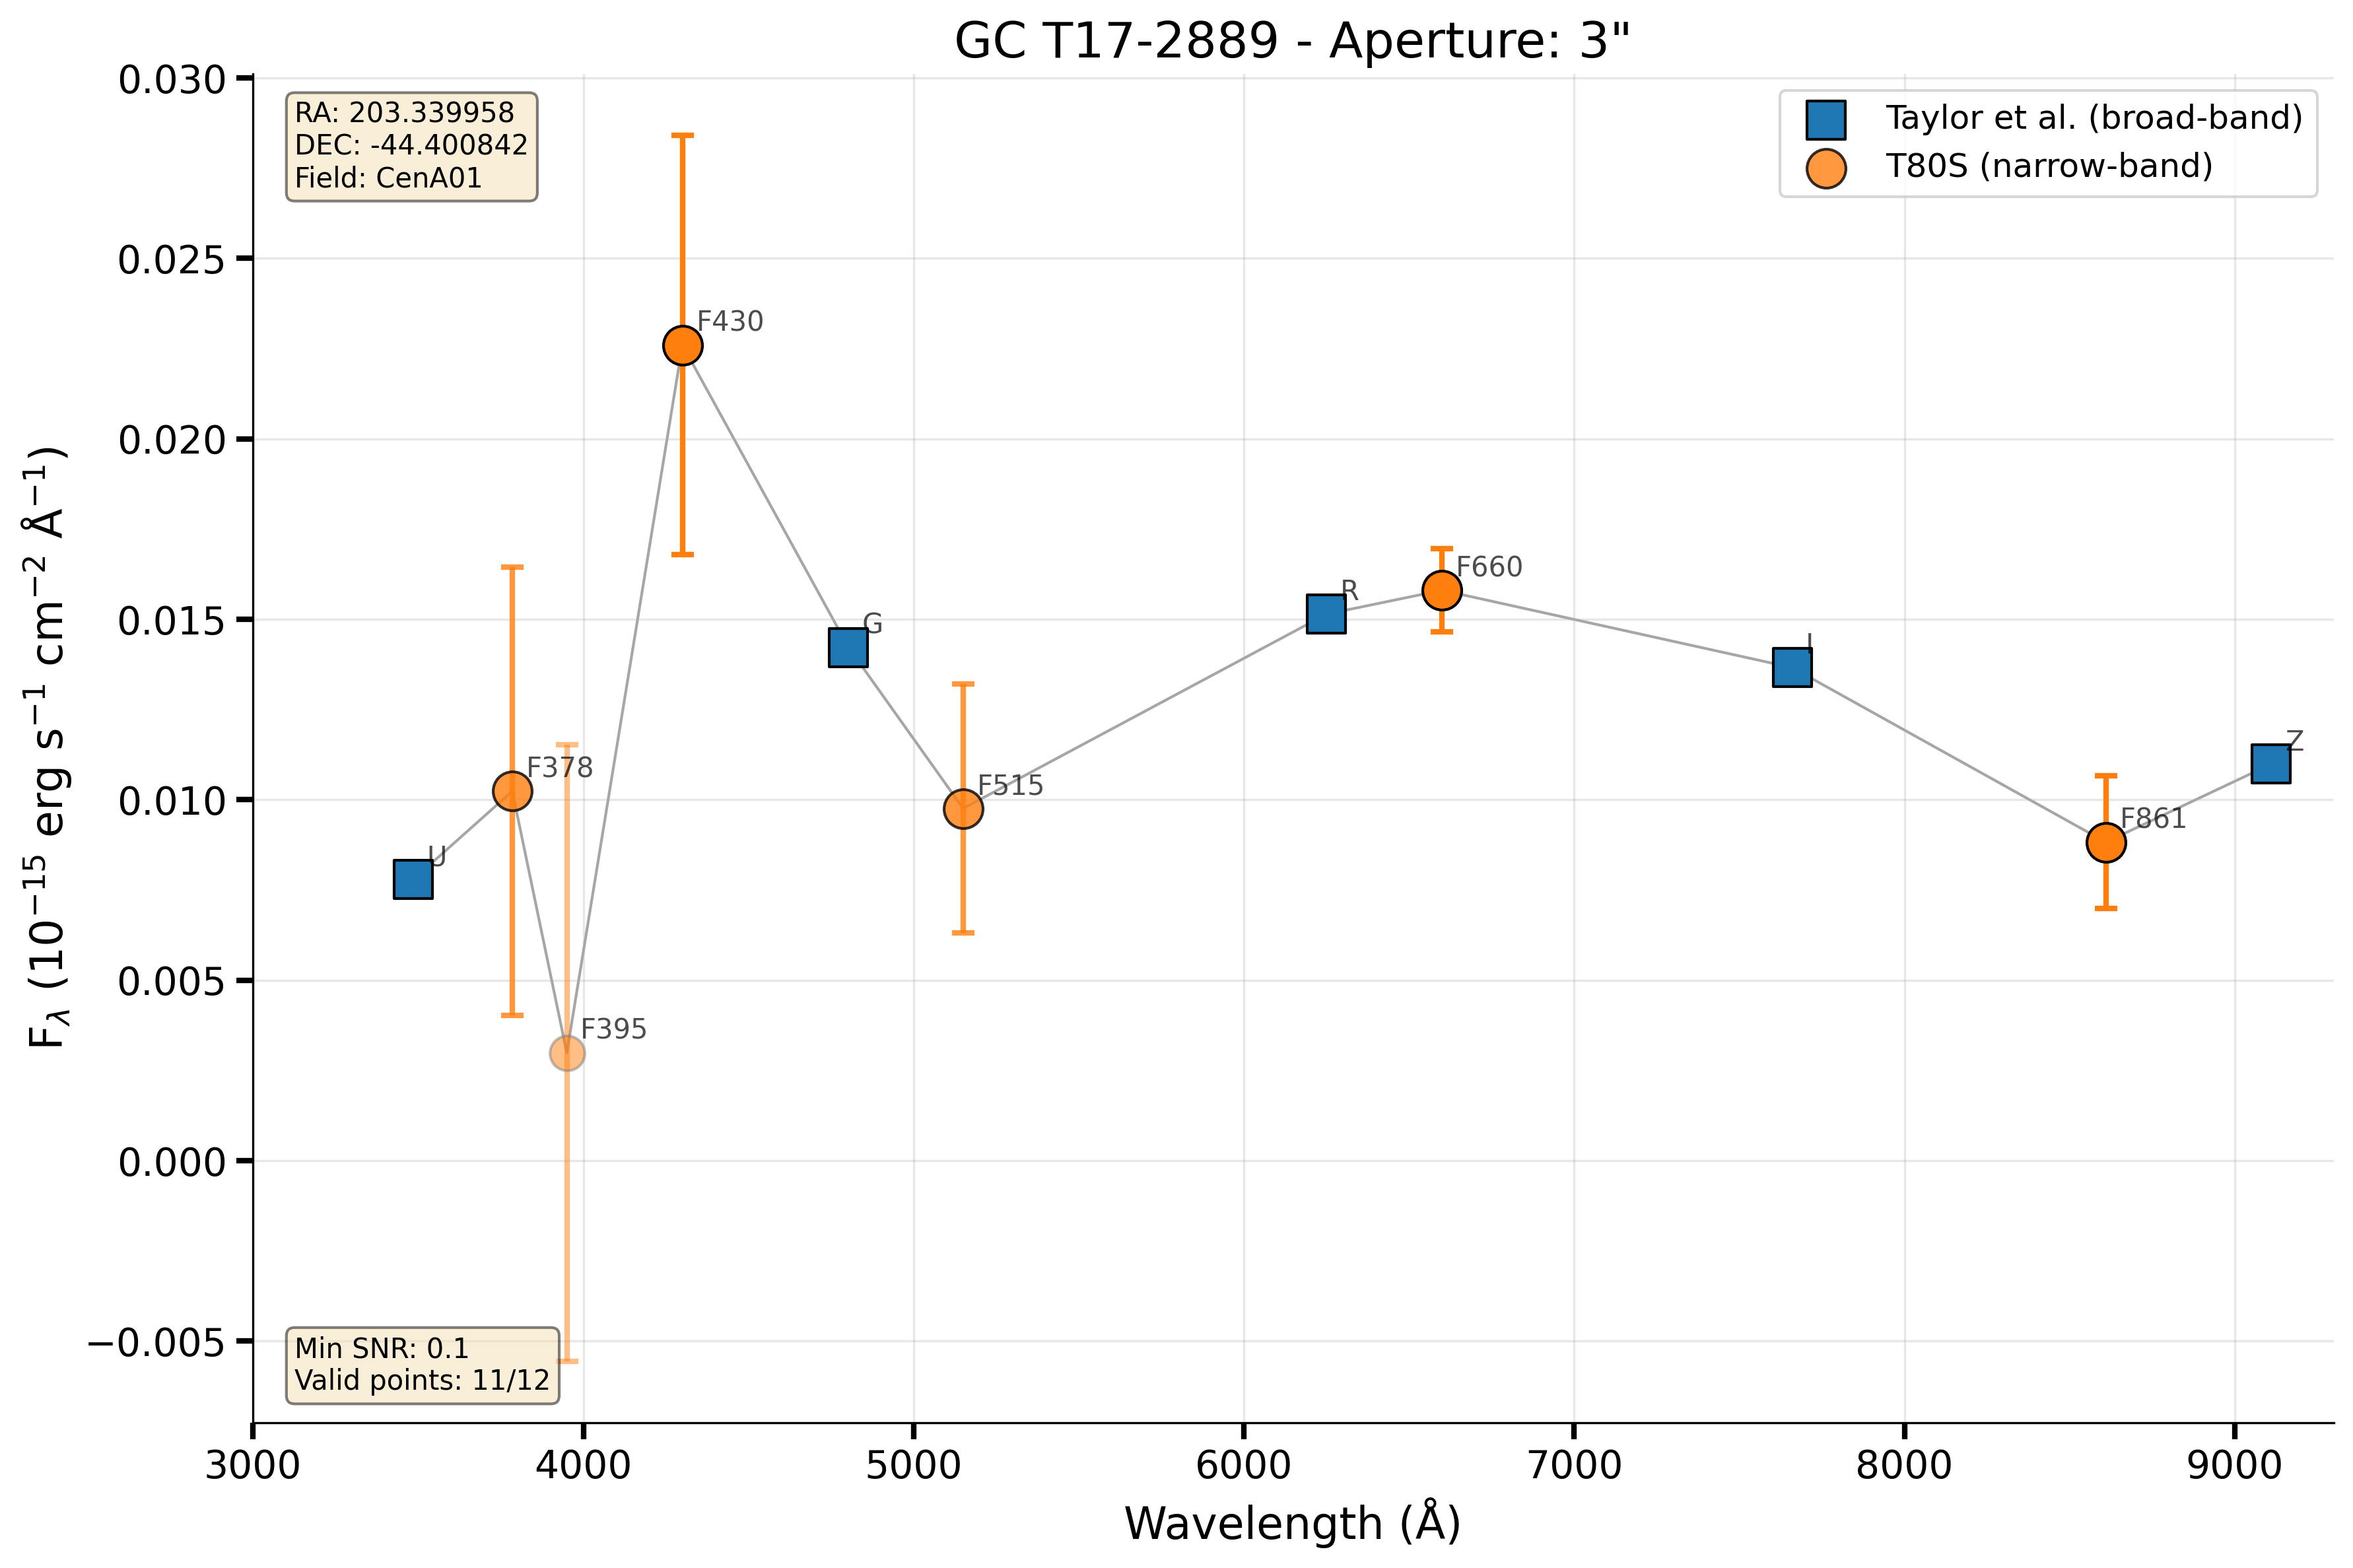 GC T17-2889 - Aperture: 3"
RA: 203.339958
DEC: -44.400842
Field: CenA01
Taylor et al. (broad-band)
T80S (narrow-band)
F_λ (10⁻¹⁵ erg s⁻¹ cm⁻² Å⁻¹)
0.030
0.025
0.020
0.015
0.010
0.005
0.000
−0.005
U
F378
F395
F430
G
F515
R
F660
I
F861
Z
Min SNR: 0.1
Valid points: 11/12
3000 4000 5000 6000 7000 8000 9000
Wavelength (Å)